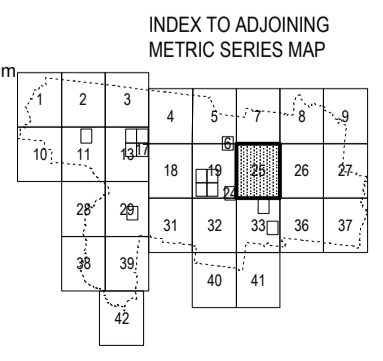 INDEX TO ADJOINING
METRIC SERIES MAP
m
1 2 3
4 5 7 8 9
6
10 11 13 17
18 19 25 26 27
24
28 29
31 32 33 36 37
38 39
40 41
42